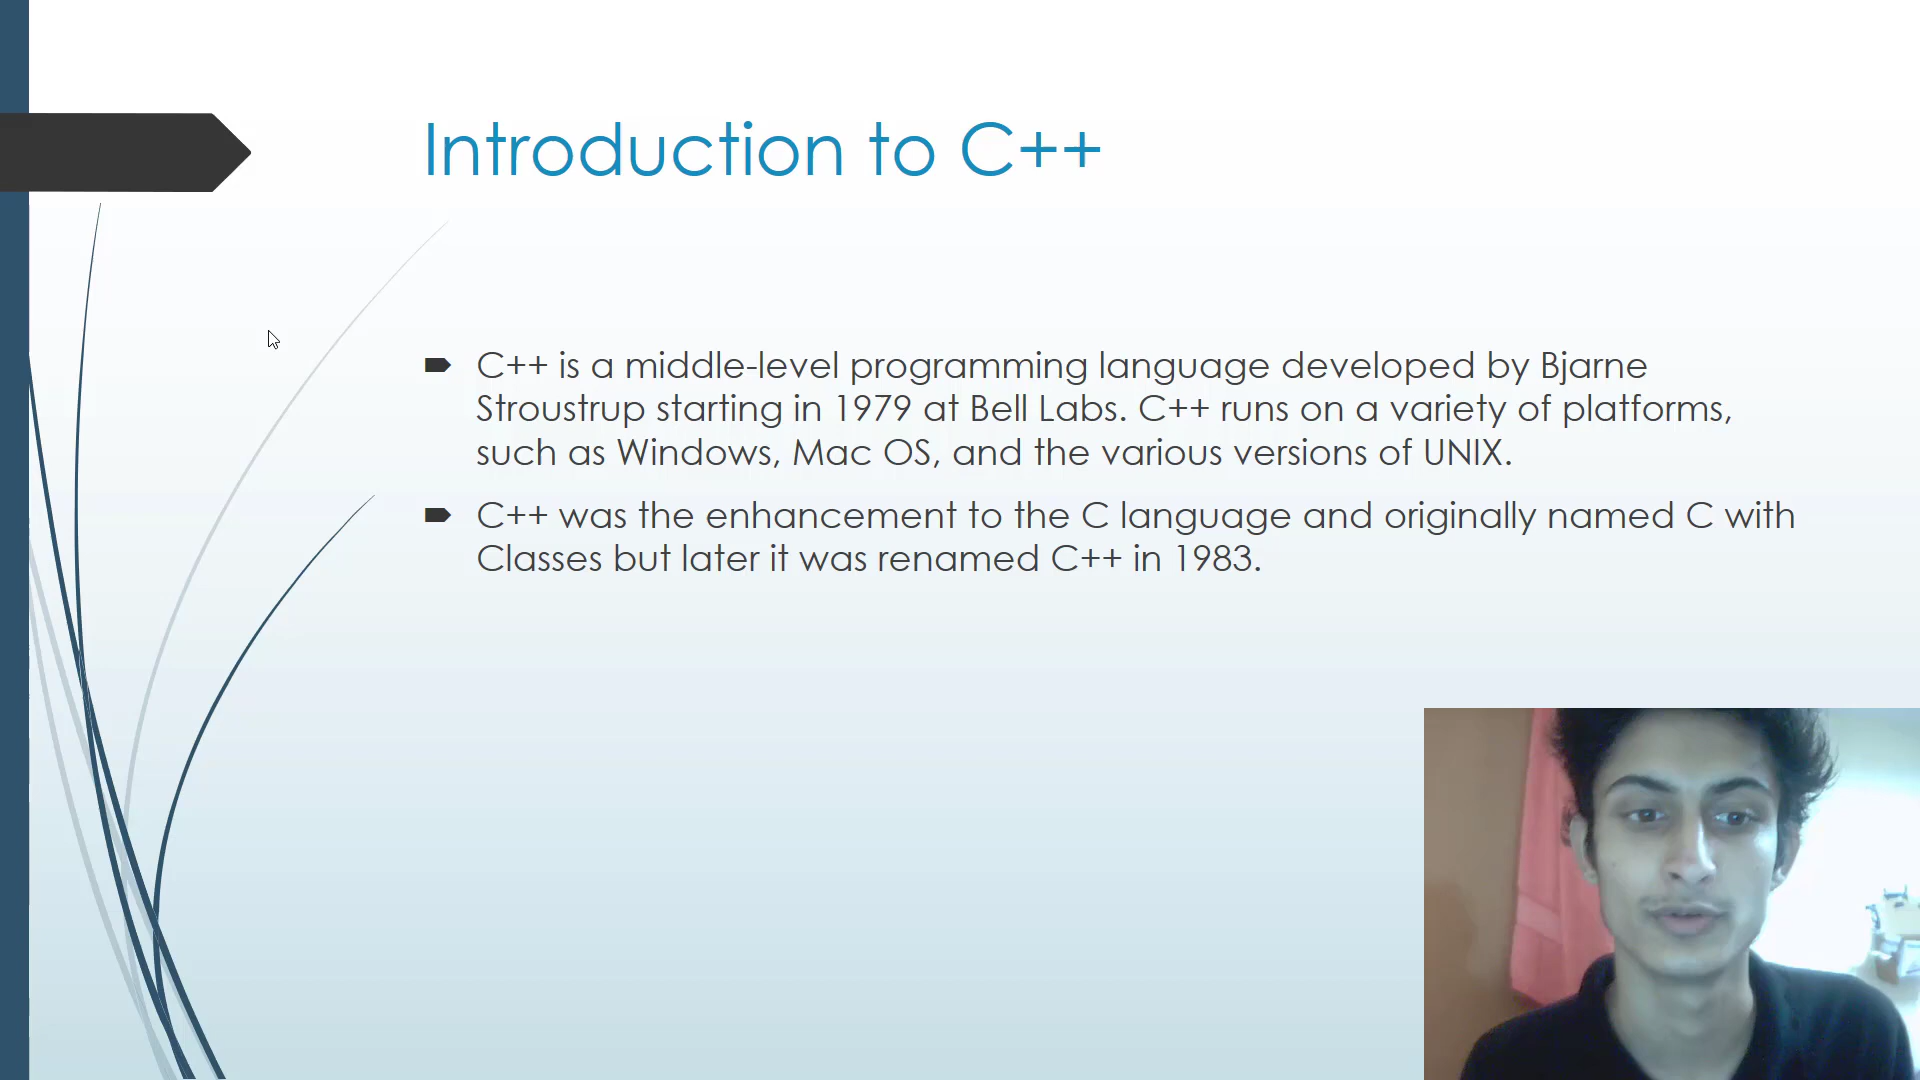 Introduction to C++
C++ is a middle-level programming language developed by Bjarne
Stroustrup starting in 1979 at Bell Labs. C++ runs on a variety of platforms,
such as Windows, Mac OS, and the various versions of UNIX.
C++ was the enhancement to the C language and originally named C with
Classes but later it was renamed C++ in 1983.